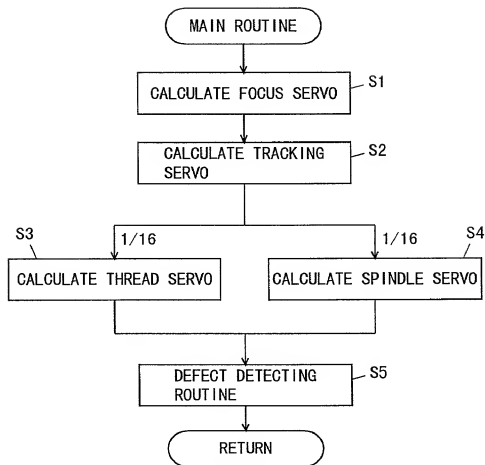 MAIN ROUTINE
S1
CALCULATE FOCUS SERVO
S2
CALCULATE TRACKING
SERVO
S3
1/16
1/16
S4
CALCULATE THREAD SERVO
CALCULATE SPINDLE SERVO
S5
DEFECT DETECTING
ROUTINE
RETURN